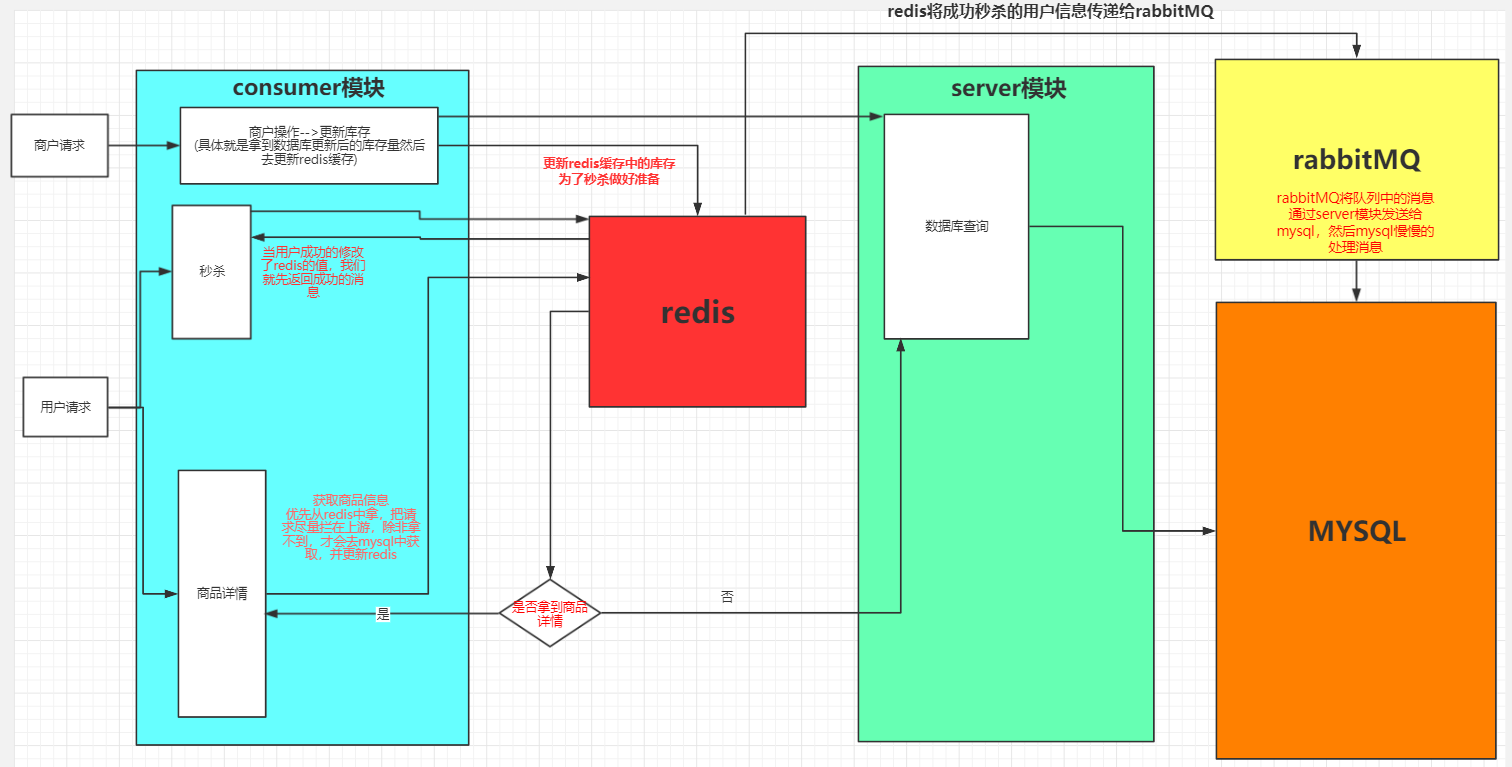 redis将成功秒杀的用户信息传递给rabbitMQ
consumer模块
server模块
商户请求
商户操作-->更新库存
(具体就是拿到数据库更新后的库存量然后
去更新redis缓存)
更新redis缓存中的库存
为了秒杀做好准备
rabbitMQ
rabbitMQ将队列中的消息
通过server模块发送给
mysql，然后mysql慢慢的
处理消息
秒杀
当用户成功的修改
了redis的值，我们
就先返回成功的消
息
数据库查询
redis
用户请求
获取商品信息
优先从redis中拿，把请
求尽量拦在上游，除非拿
不到，才会去mysql中获
取，并更新redis
MYSQL
商品详情
是
是否拿到商品
详情
否